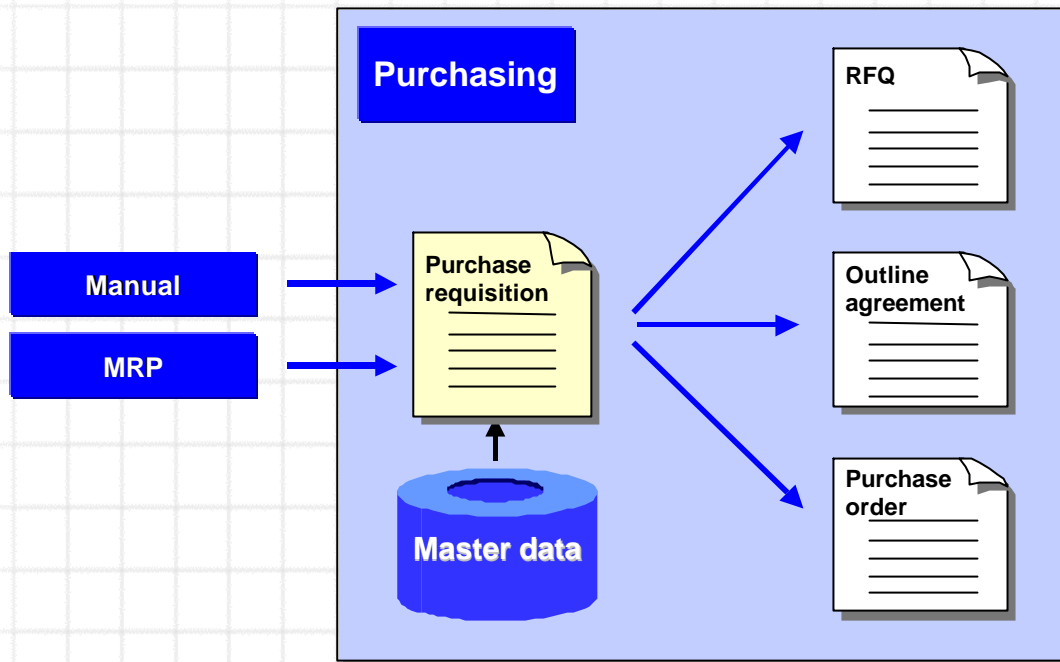 Purchasing
RFQ
Manual
MRP
Purchase
requisition
Outline
agreement
Master data
Purchase
order